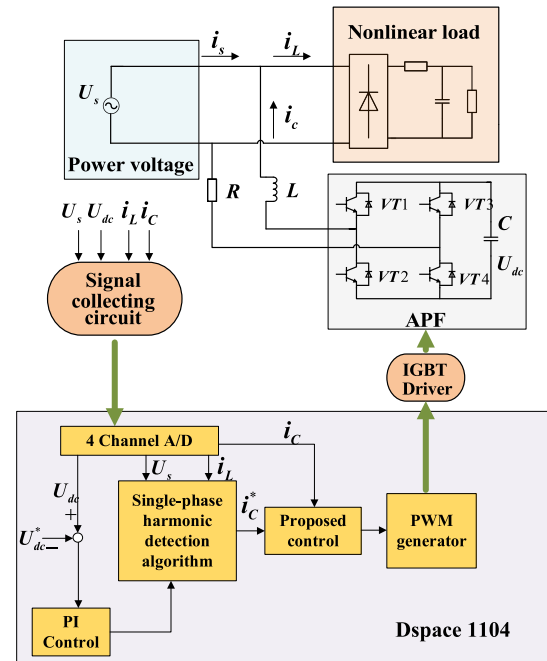 i_s
i_L
Nonlinear load
U_s
i_c
Power voltage
R
L
U_s U_dc i_L i_C
VT1
VT3
C
VT2
VT4
U_dc
APF
Signal
collecting
circuit
IGBT
Driver
4 Channel A/D
i_C
U_s
i_L
U_dc
+
U*_dc
−
Single-phase
harmonic
detection
algorithm
i*_C
Proposed
control
PWM
generator
PI
Control
Dspace 1104